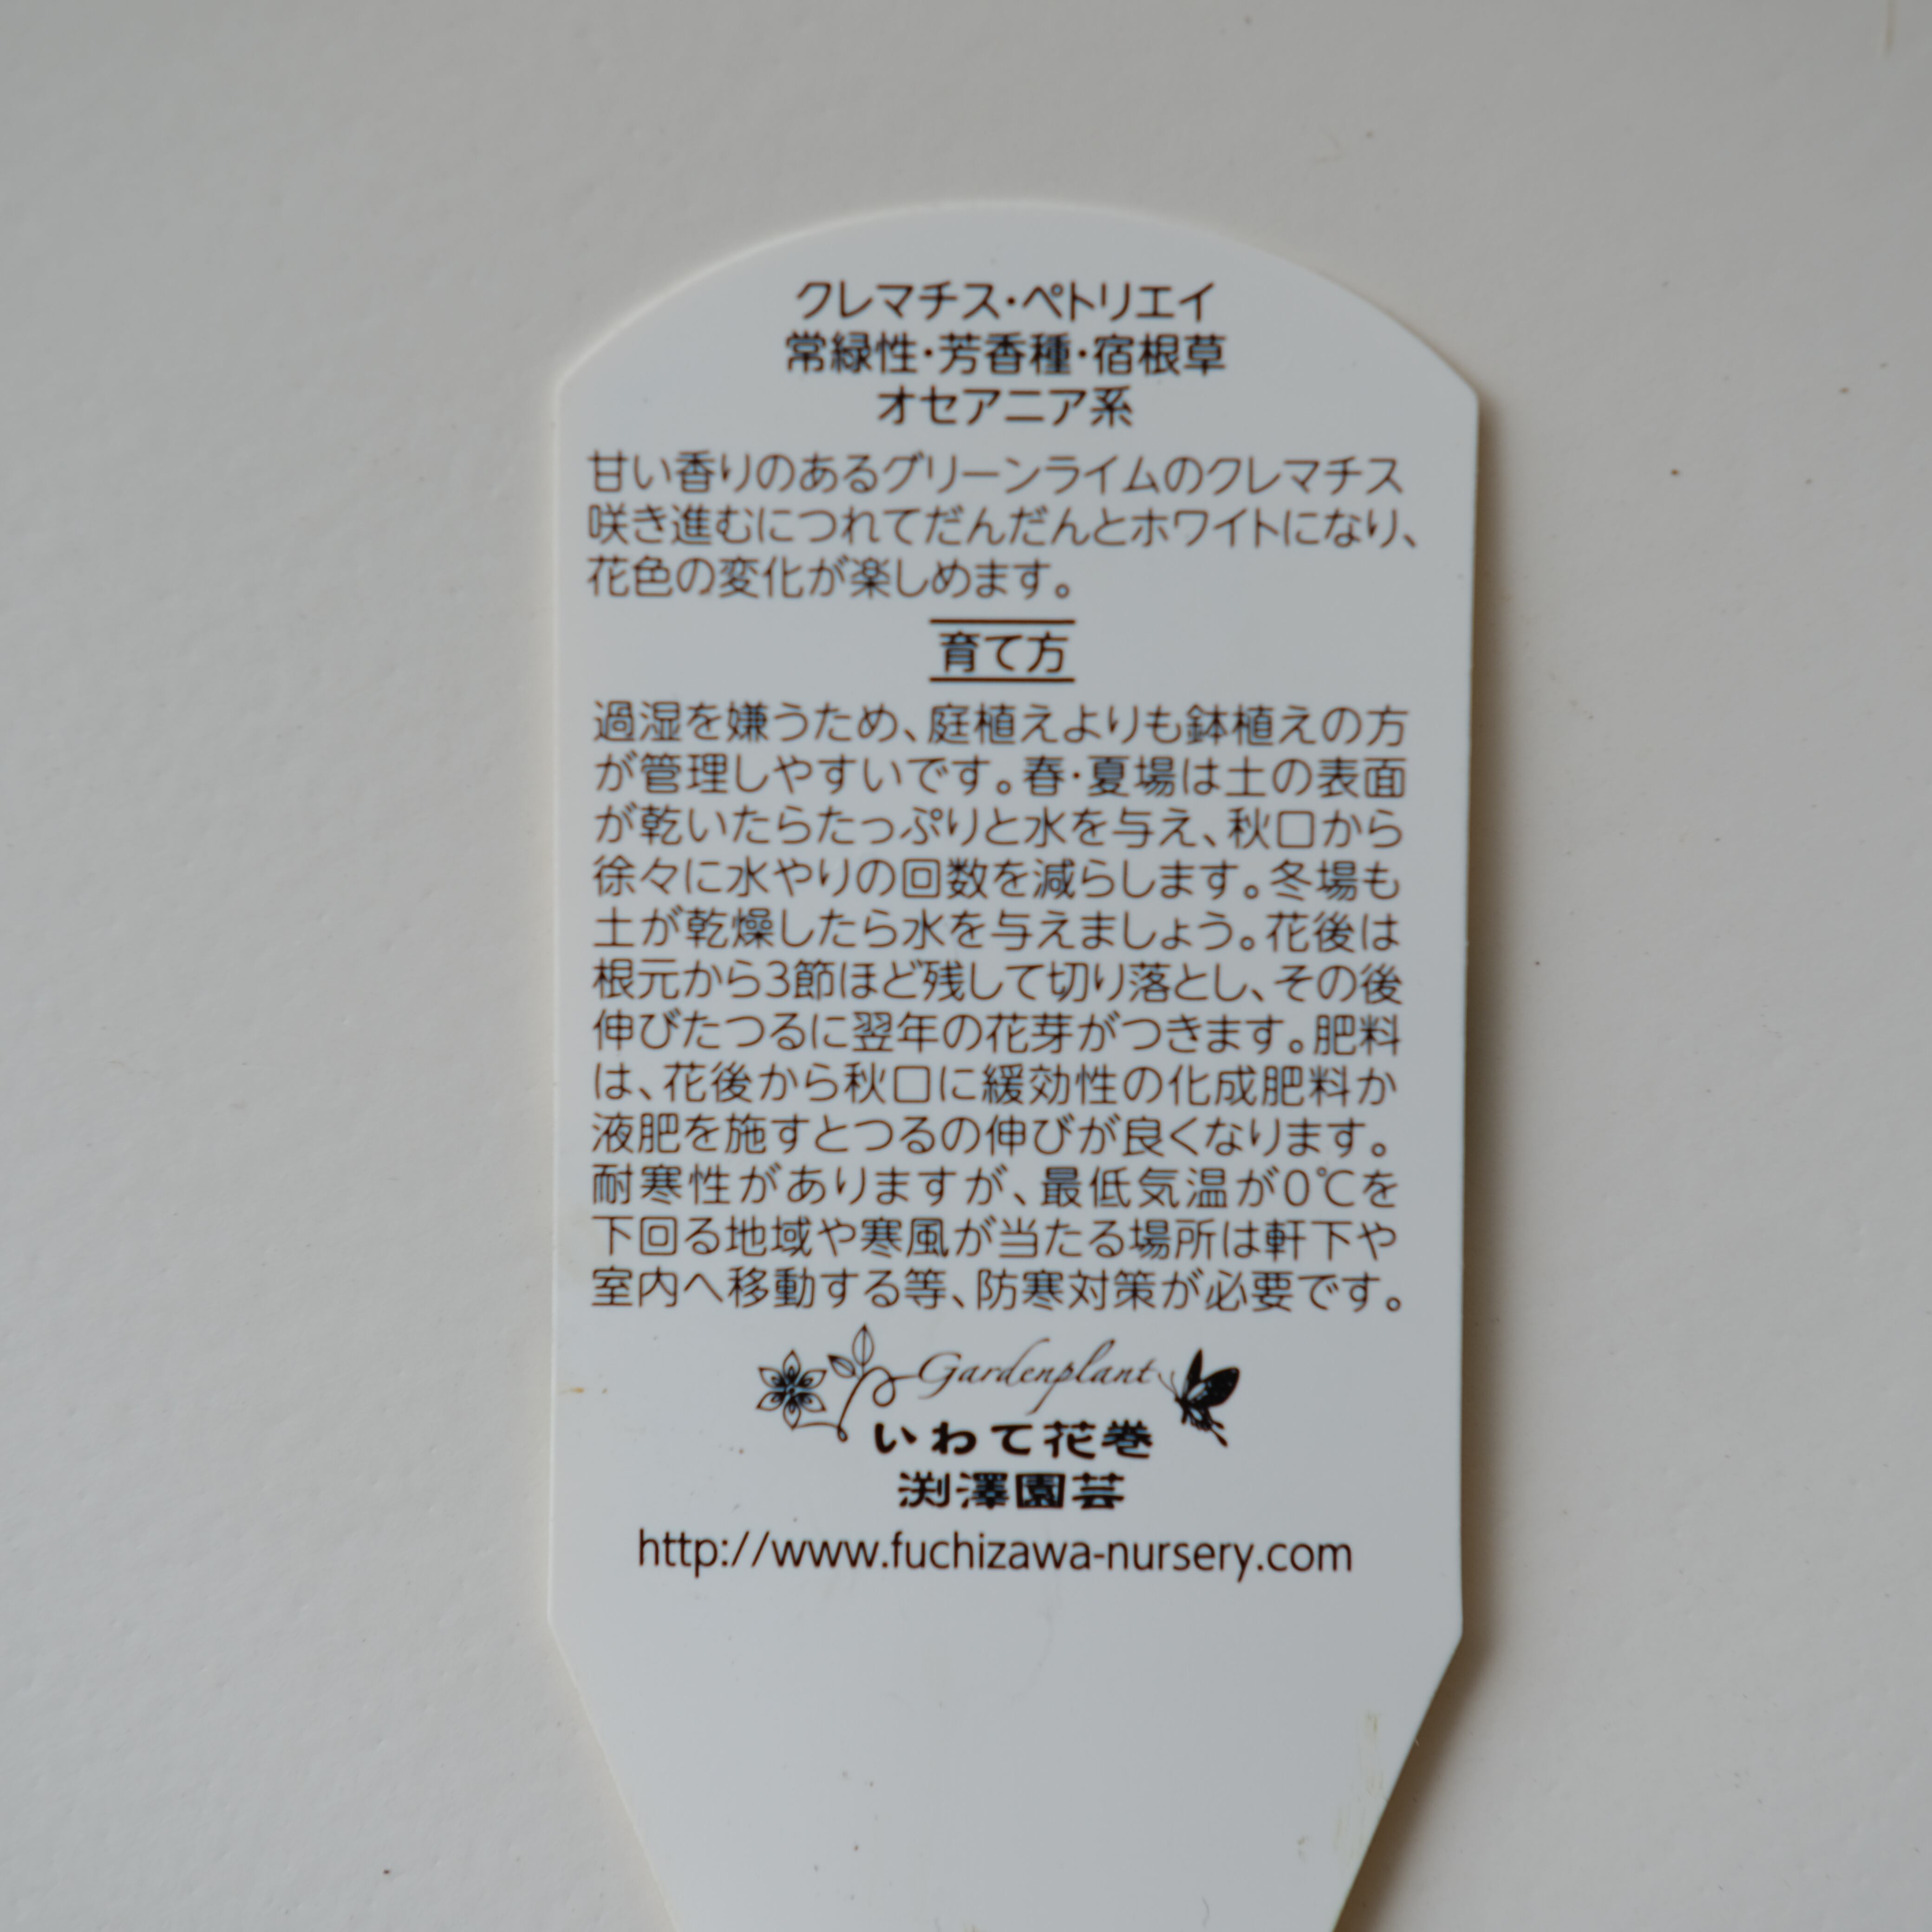 クレマチス・ペトリエイ
常緑性・芳香種・宿根草
オセアニア系
甘い香りのあるグリーンライムのクレマチス
咲き進むにつれてだんだんとホワイトになり、
花色の変化が楽しめます。
育て方
過湿を嫌うため、庭植えよりも鉢植えの方
が管理しやすいです。春・夏場は土の表面
が乾いたらたっぷりと水を与え、秋口から
徐々に水やりの回数を減らします。冬場も
土が乾燥したら水を与えましょう。花後は
根元から3節ほど残して切り落とし、その後
伸びたつるに翌年の花芽がつきます。肥料
は、花後から秋口に緩効性の化成肥料か
液肥を施すとつるの伸びが良くなります。
耐寒性がありますが、最低気温が0℃を
下回る地域や寒風が当たる場所は軒下や
室内へ移動する等、防寒対策が必要です。
Gardenplant
いわて花巻
渕澤園芸
http://www.fuchizawa-nursery.com